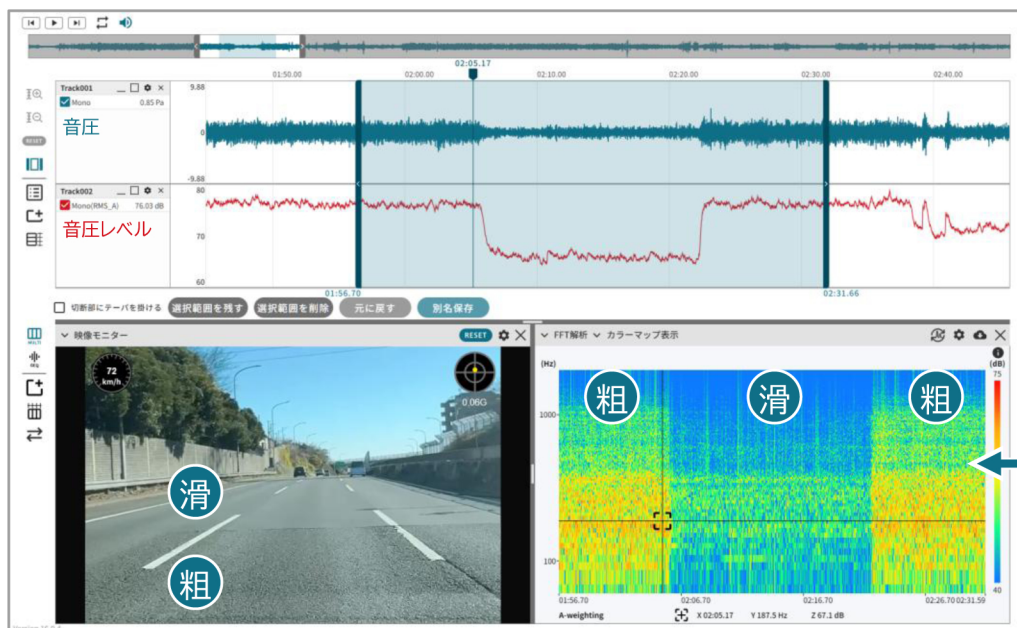 02:05.17
01:50.00 02:00.00 02:10.00 02:20.00 02:30.00 02:40.00
Track001
Mono 0.85 Pa
音圧
9.88
0
-9.88
RESET
Track002
Mono(RMS_A) 76.03 dB
音圧レベル
80
70
60
01:56.70 02:31.66
切断部にテーパを掛ける 選択範囲を残す 選択範囲を削除 元に戻す 別名保存
MULTI
映像モニター RESET
72
km/h
0.06G
滑
粗
FFT解析 カラーマップ表示
(Hz)
(dB)
75
粗 滑 粗
1000
100
40
01:56.70 02:06.70 02:16.70 02:26.70 02:31.59
A-weighting X 02:05.17 Y 187.5 Hz Z 67.1 dB